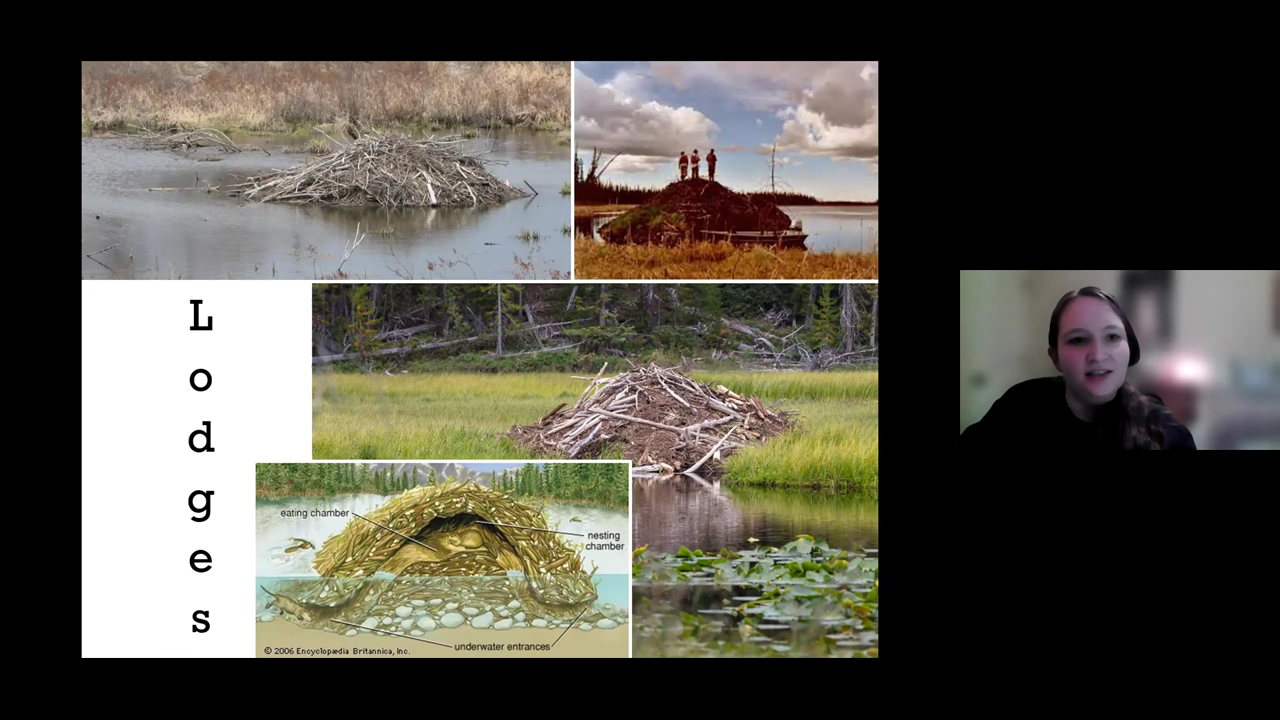 L
o
d
g
e
s
eating chamber
nesting
chamber
underwater entrances
© 2006 Encyclopædia Britannica, Inc.